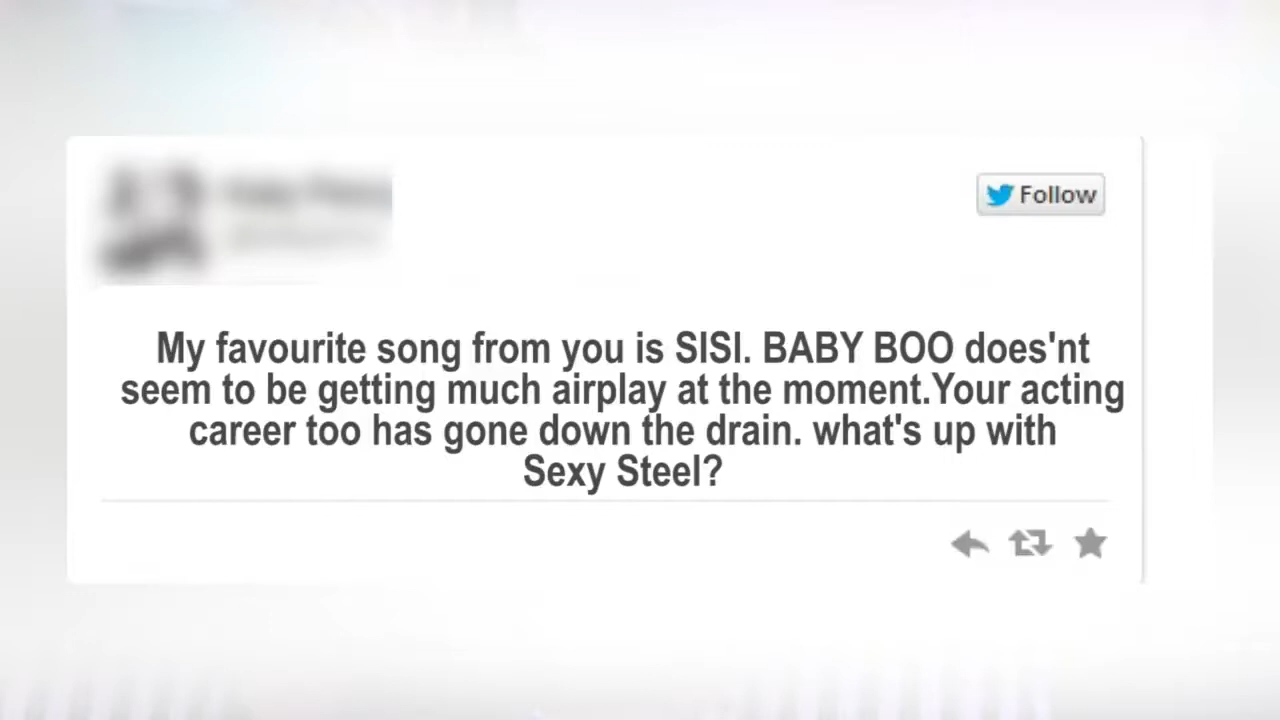 Follow
My favourite song from you is SISI. BABY BOO does'nt
seem to be getting much airplay at the moment.Your acting
career too has gone down the drain. what's up with
Sexy Steel?